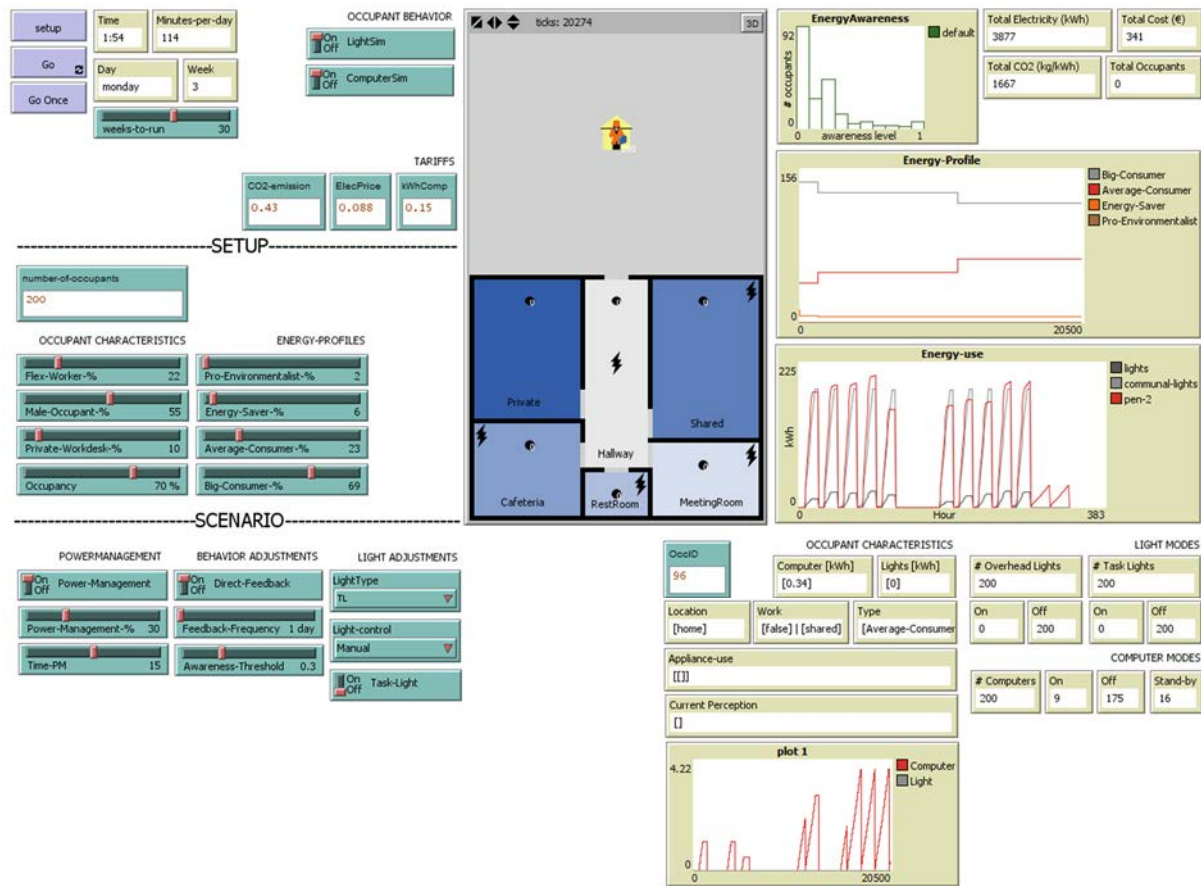 setup
Go
Go Once
Time
1:54
Minutes-per-day
114
Day
monday
Week
3
weeks-to-run 30
OCCUPANT BEHAVIOR
On
Off LightSim
On
Off ComputerSim
TARIFFS
CO2-emission
0.43
ElecPrice
0.088
kWhComp
0.15
SETUP
number-of-occupants
200
OCCUPANT CHARACTERISTICS
Flex-Worker-% 22
Male-Occupant-% 55
Private-Workdesk-% 10
Occupancy 70 %
ENERGY-PROFILES
Pro-Environmentalist-% 2
Energy-Saver-% 6
Average-Consumer-% 23
Big-Consumer-% 69
SCENARIO
POWERMANAGEMENT
On
Off Power-Management
Power-Management-% 30
Time-PM 15
BEHAVIOR ADJUSTMENTS
On
Off Direct-Feedback
Feedback-Frequency 1 day
Awareness-Threshold 0.3
LIGHT ADJUSTMENTS
LightType
TL
Light-control
Manual
On
Off Task-Light
ticks: 20274
3D
Private
Shared
Hallway
Cafeteria
RestRoom
MeetingRoom
EnergyAwareness
92
# occupants
0
0 awareness level 1
default
Total Electricity (kWh)
3877
Total Cost (€)
341
Total CO2 (kg/kWh)
1667
Total Occupants
0
Energy-Profile
156
0
0 20500
Big-Consumer
Average-Consumer
Energy-Saver
Pro-Environmentalist
Energy-use
225
kWh
0
0 Hour 383
lights
communal-lights
pen-2
OccID
96
OCCUPANT CHARACTERISTICS
Computer [kWh]
[0.34]
Lights [kWh]
[0]
Location
[home]
Work
[false] | [shared]
Type
[Average-Consumer
Appliance-use
[[]]
Current Perception
[]
plot 1
4.22
0
0 20500
Computer
Light
LIGHT MODES
# Overhead Lights
200
# Task Lights
200
On
0
Off
200
On
0
Off
200
COMPUTER MODES
# Computers
200
On
9
Off
175
Stand-by
16